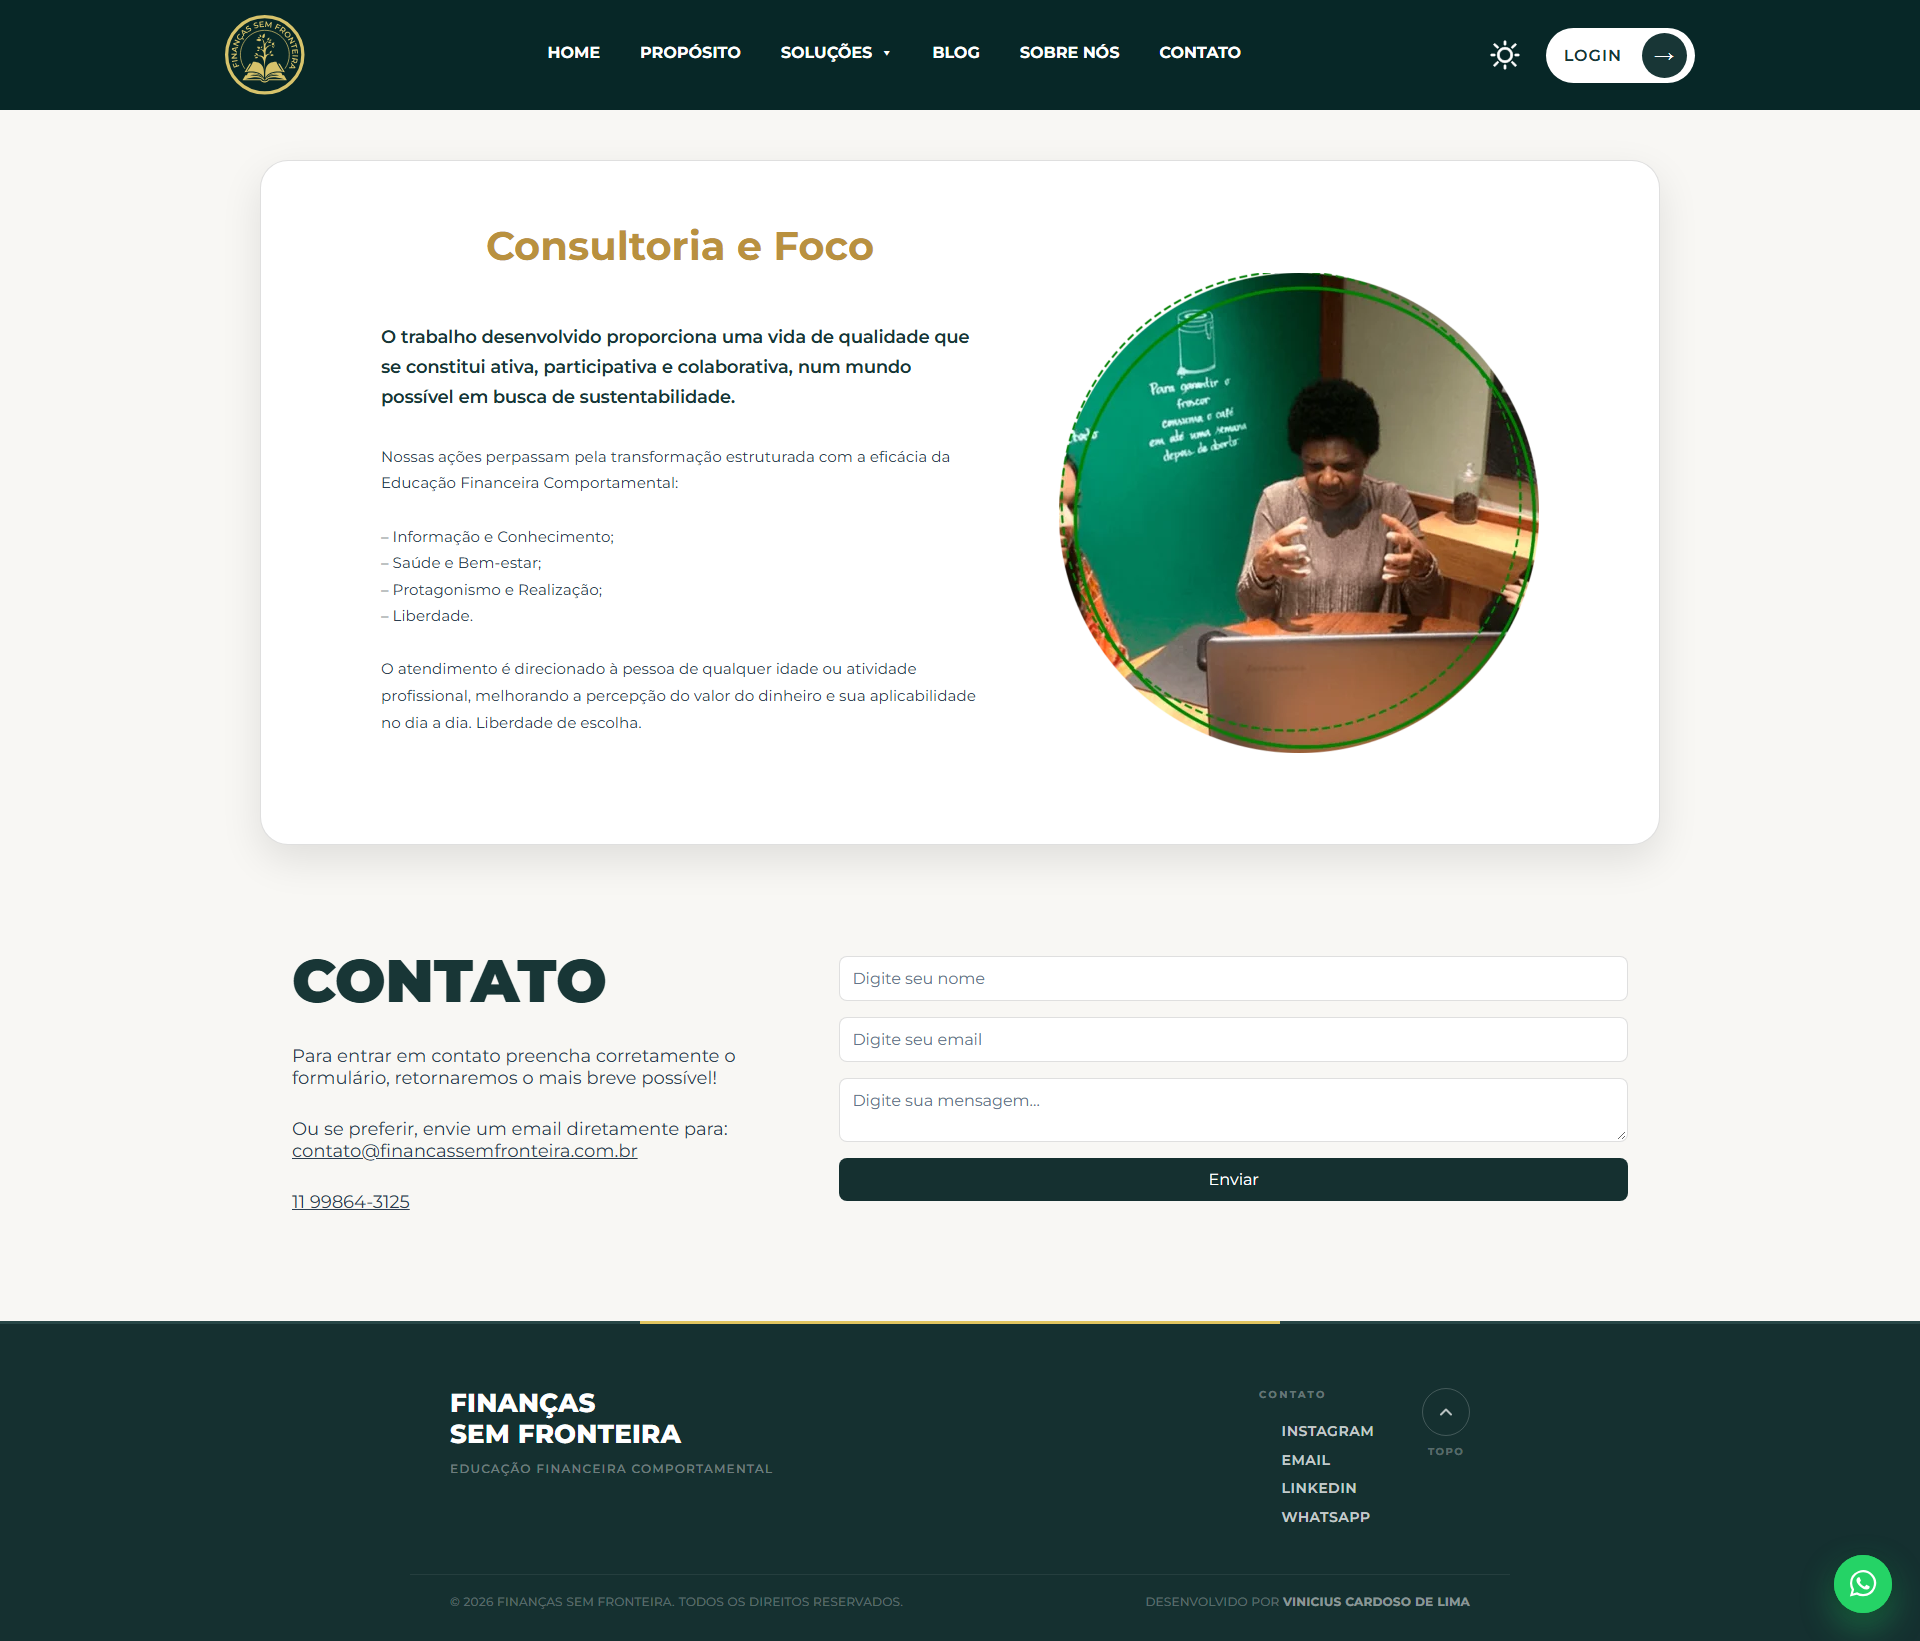 FINANÇAS SEM FRONTEIRA
HOME
PROPÓSITO
SOLUÇÕES
BLOG
SOBRE NÓS
CONTATO
LOGIN
Consultoria e Foco
O trabalho desenvolvido proporciona uma vida de qualidade que
se constitui ativa, participativa e colaborativa, num mundo
possível em busca de sustentabilidade.
Nossas ações perpassam pela transformação estruturada com a eficácia da
Educação Financeira Comportamental:
– Informação e Conhecimento;
– Saúde e Bem-estar;
– Protagonismo e Realização;
– Liberdade.
O atendimento é direcionado à pessoa de qualquer idade ou atividade
profissional, melhorando a percepção do valor do dinheiro e sua aplicabilidade
no dia a dia. Liberdade de escolha.
Para garantir o
frescor
consuma o café
em até uma semana
depois de aberto
CONTATO
Para entrar em contato preencha corretamente o
formulário, retornaremos o mais breve possível!
Ou se preferir, envie um email diretamente para:
contato@financassemfronteira.com.br
11 99864-3125
Digite seu nome
Digite seu email
Digite sua mensagem...
Enviar
FINANÇAS
SEM FRONTEIRA
EDUCAÇÃO FINANCEIRA COMPORTAMENTAL
CONTATO
INSTAGRAM
EMAIL
LINKEDIN
WHATSAPP
TOPO
© 2026 FINANÇAS SEM FRONTEIRA. TODOS OS DIREITOS RESERVADOS.
DESENVOLVIDO POR VINICIUS CARDOSO DE LIMA